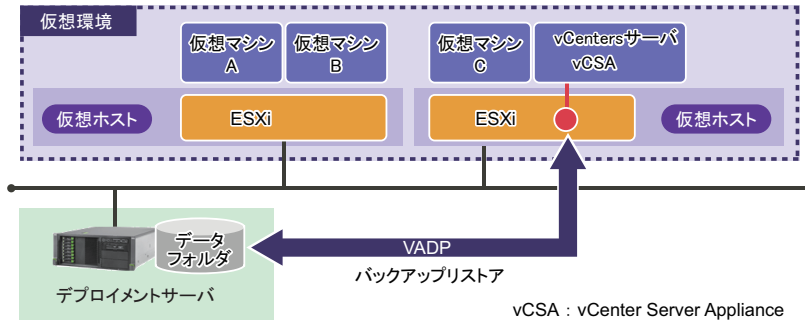 仮想環境
仮想マシン
A
仮想マシン
B
仮想マシン
C
vCentersサーバ
vCSA
仮想ホスト
ESXi
ESXi
仮想ホスト
データ
フォルダ
VADP
バックアップリストア
デプロイメントサーバ
vCSA：vCenter Server Appliance